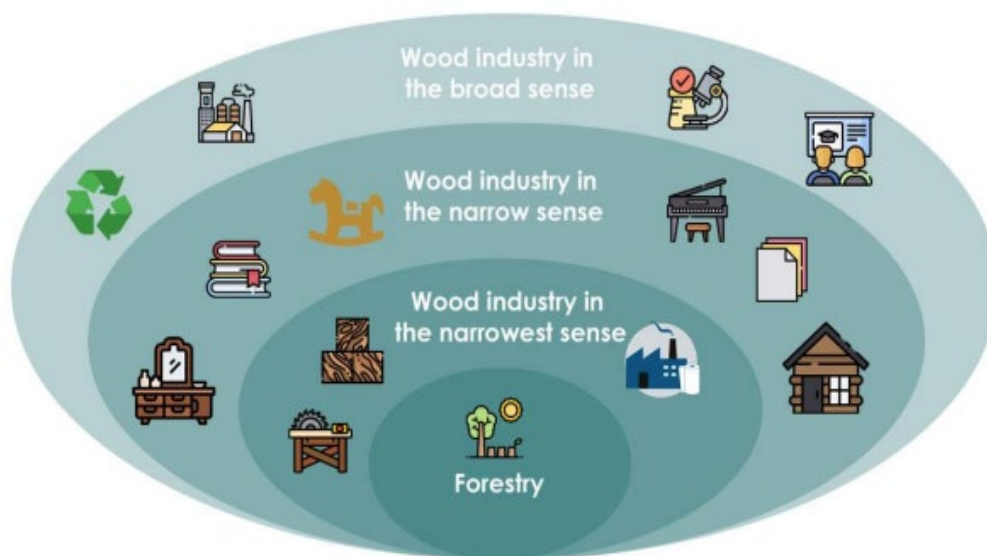 Wood industry in
the broad sense
Wood industry in
the narrow sense
Wood industry in
the narrowest sense
Forestry